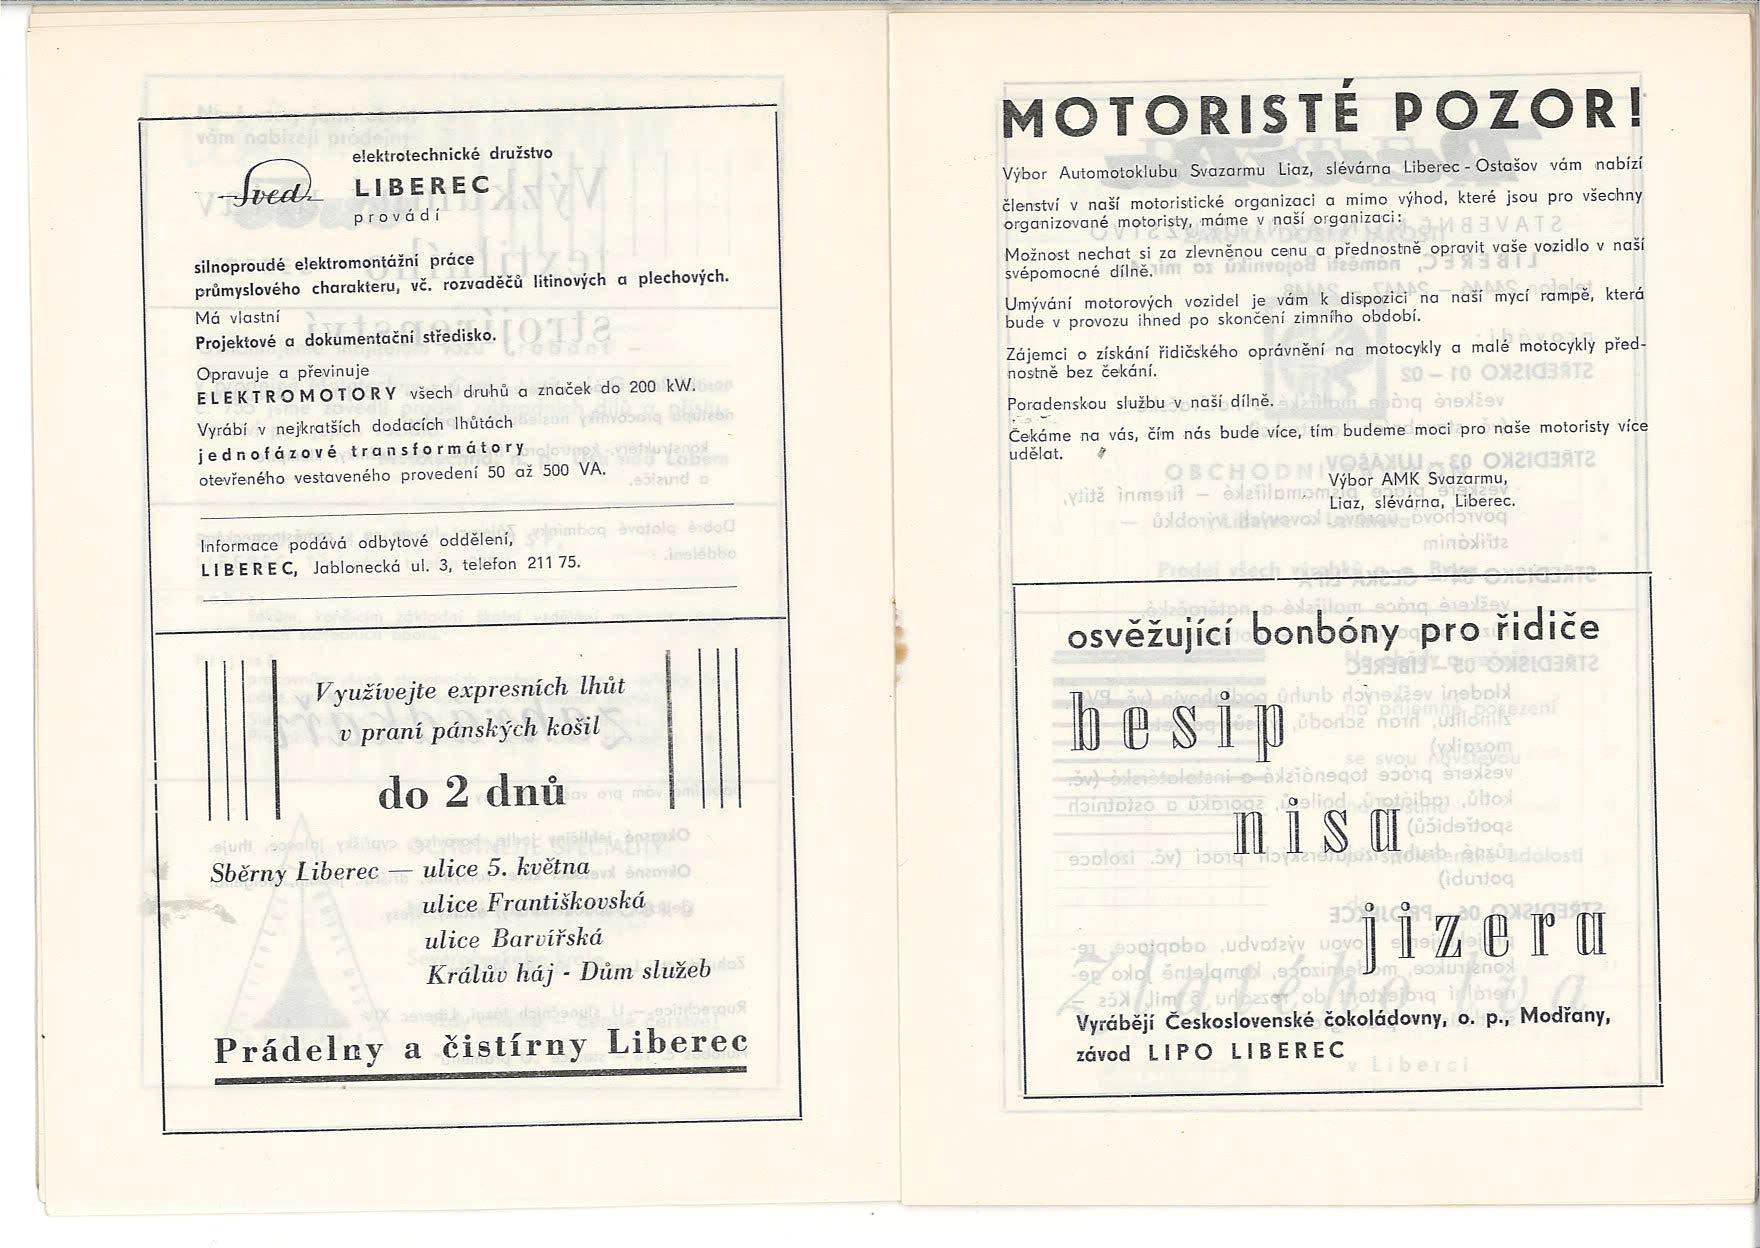 Sved
elektrotechnické družstvo
LIBEREC
provádí
silnoproudé elektromontážní práce
průmyslového charakteru, vč. rozvaděčů litinových a plechových.
Má vlastní
Projektové a dokumentační středisko.
Opravuje a převinuje
ELEKTROMOTORY všech druhů a značek do 200 kW.
Vyrábí v nejkratších dodacích lhůtách
jednofázové transformátory
otevřeného vestaveného provedení 50 až 500 VA.
Informace podává odbytové oddělení,
LIBEREC, Jablonecká ul. 3, telefon 211 75.
Využívejte expresních lhůt
v praní pánských košil
do 2 dnů
Sběrny Liberec — ulice 5. května
ulice Františkovská
ulice Barvířská
Králův háj - Dům služeb
Prádelny a čistírny Liberec
MOTORISTÉ POZOR!
Výbor Automotoklubu Svazarmu Liaz, slévárna Liberec - Ostašov vám nabízí
členství v naší motoristické organizaci a mimo výhod, které jsou pro všechny
organizované motoristy, máme v naší organizaci:
Možnost nechat si za zlevněnou cenu a přednostně opravit vaše vozidlo v naší
svépomocné dílně.
Umývání motorových vozidel je vám k dispozici na naší mycí rampě, která
bude v provozu ihned po skončení zimního období.
Zájemci o získání řidičského oprávnění na motocykly a malé motocykly před-
nostně bez čekání.
Poradenskou službu v naší dílně.
Čekáme na vás, čím nás bude více, tím budeme moci pro naše motoristy více
udělat.
Výbor AMK Svazarmu,
Liaz, slévárna, Liberec.
osvěžující bonbóny pro řidiče
besip
nisa
jizera
Vyrábějí Československé čokoládovny, o. p., Modřany,
závod LIPO LIBEREC